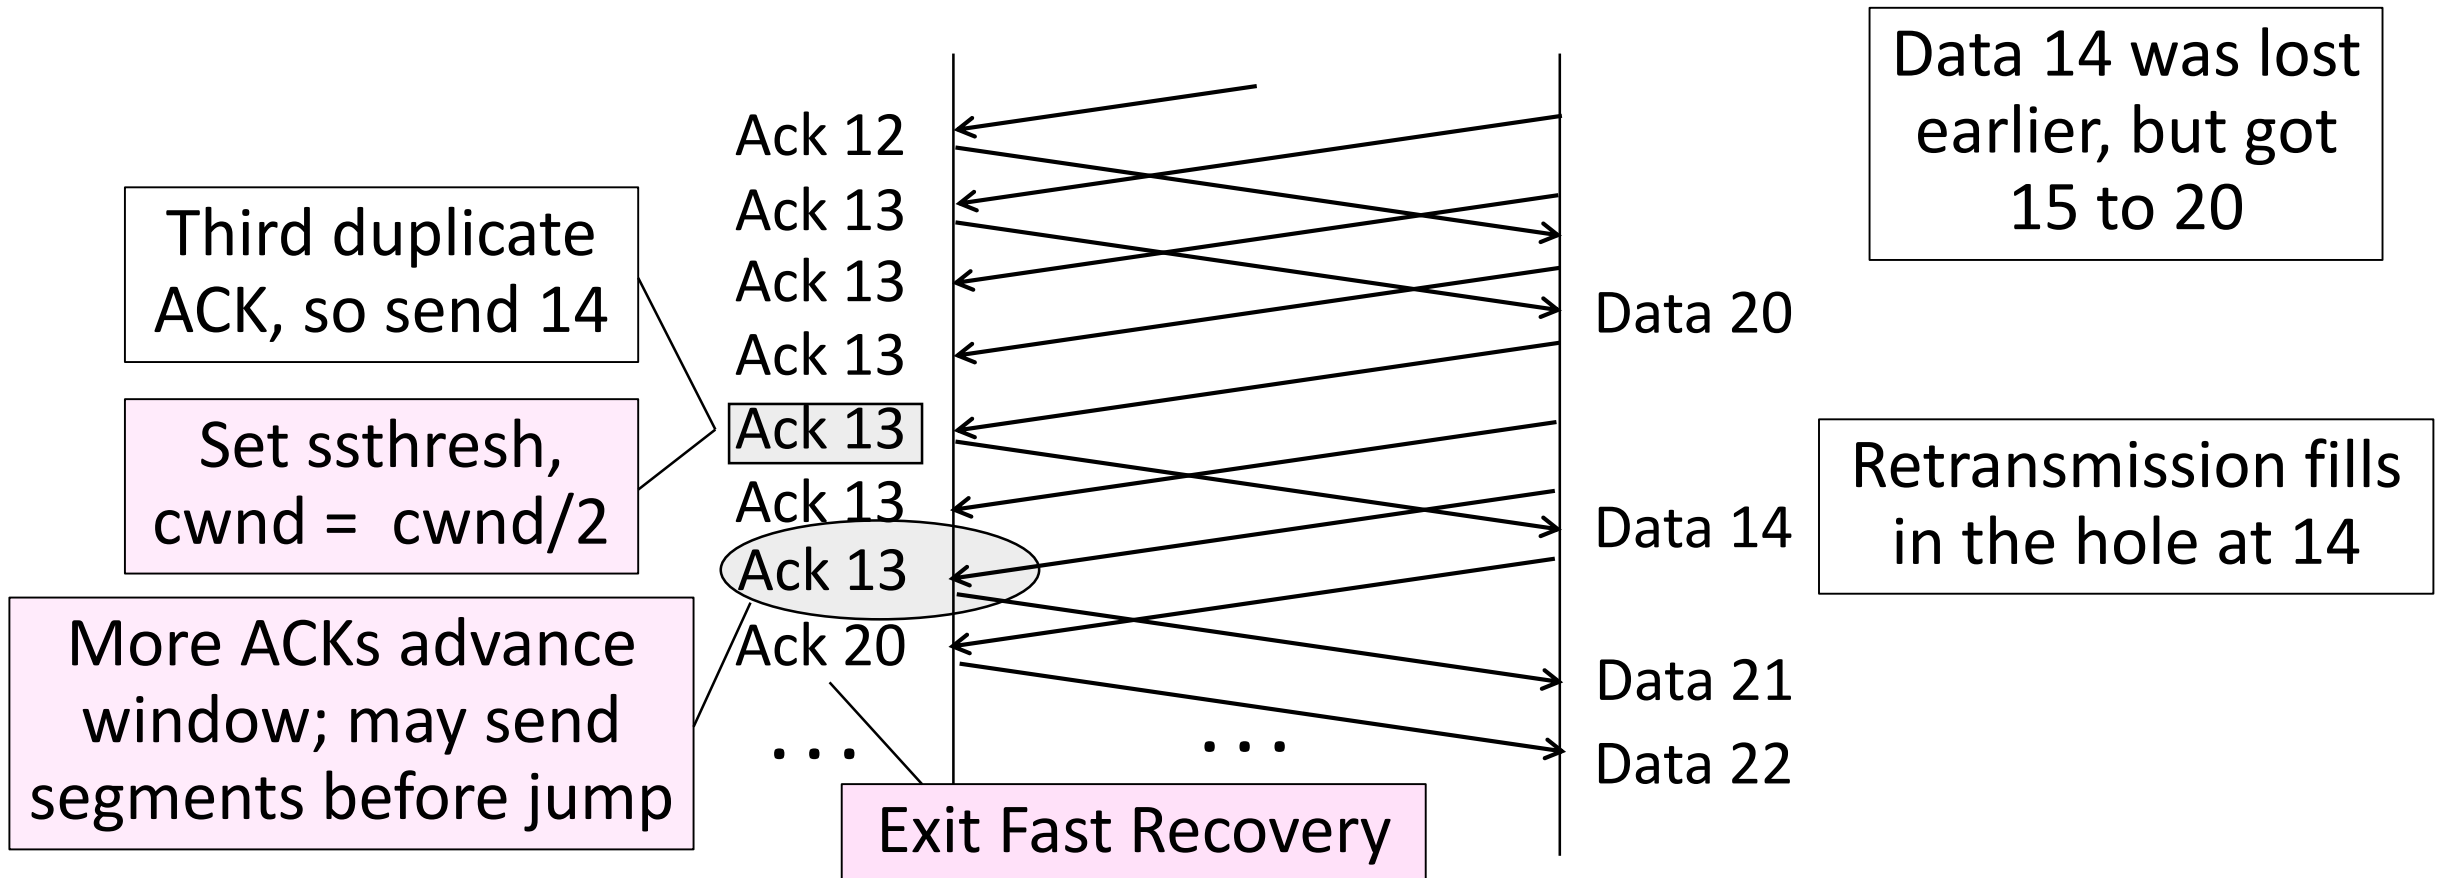 Data 14 was lost
earlier, but got
15 to 20
Ack 12
Ack 13
Third duplicate
ACK, so send 14
Ack 13
Data 20
Ack 13
Set ssthresh,
cwnd = cwnd/2
Ack 13
Retransmission fills
in the hole at 14
Ack 13
Data 14
Ack 13
More ACKs advance
window; may send
segments before jump
Ack 20
Data 21
. . .
. . .
Data 22
Exit Fast Recovery